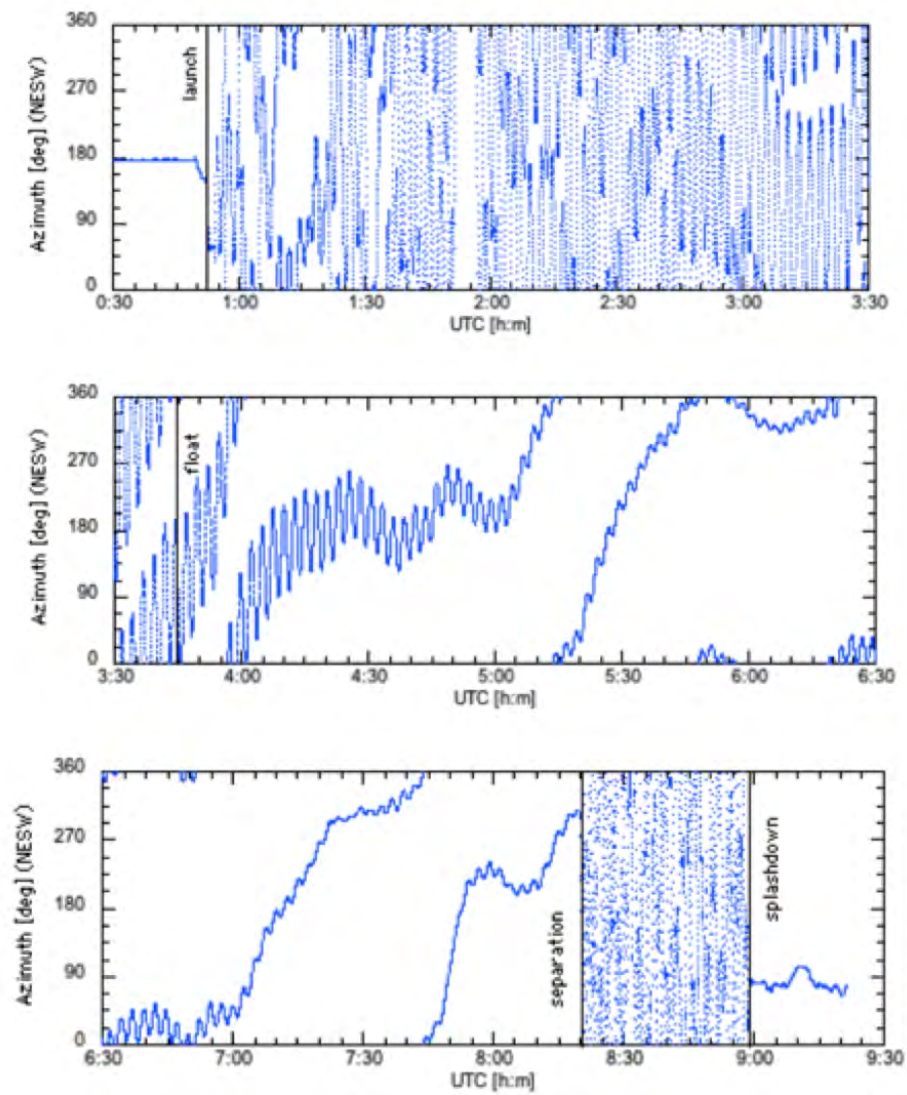 360
270
180
90
0
Azimuth [deg] (NESW)
launch
0:30 1:00 1:30 2:00 2:30 3:00 3:30
UTC [h:m]
360
270
180
90
0
Azimuth [deg] (NESW)
float
3:30 4:00 4:30 5:00 5:30 6:00 6:30
UTC [h:m]
360
270
180
90
0
Azimuth [deg] (NESW)
separation
splashdown
6:30 7:00 7:30 8:00 8:30 9:00 9:30
UTC [h:m]